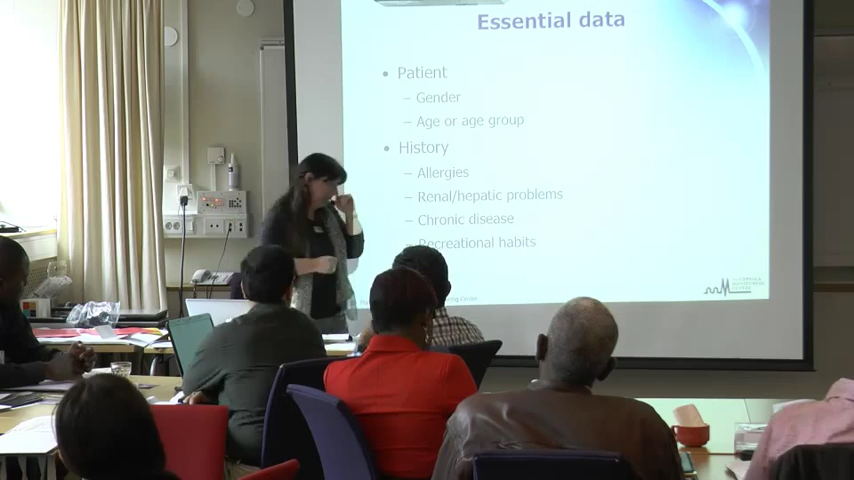 Essential data
• Patient
– Gender
– Age or age group
• History
– Allergies
– Renal/hepatic problems
– Chronic disease
– Recreational habits